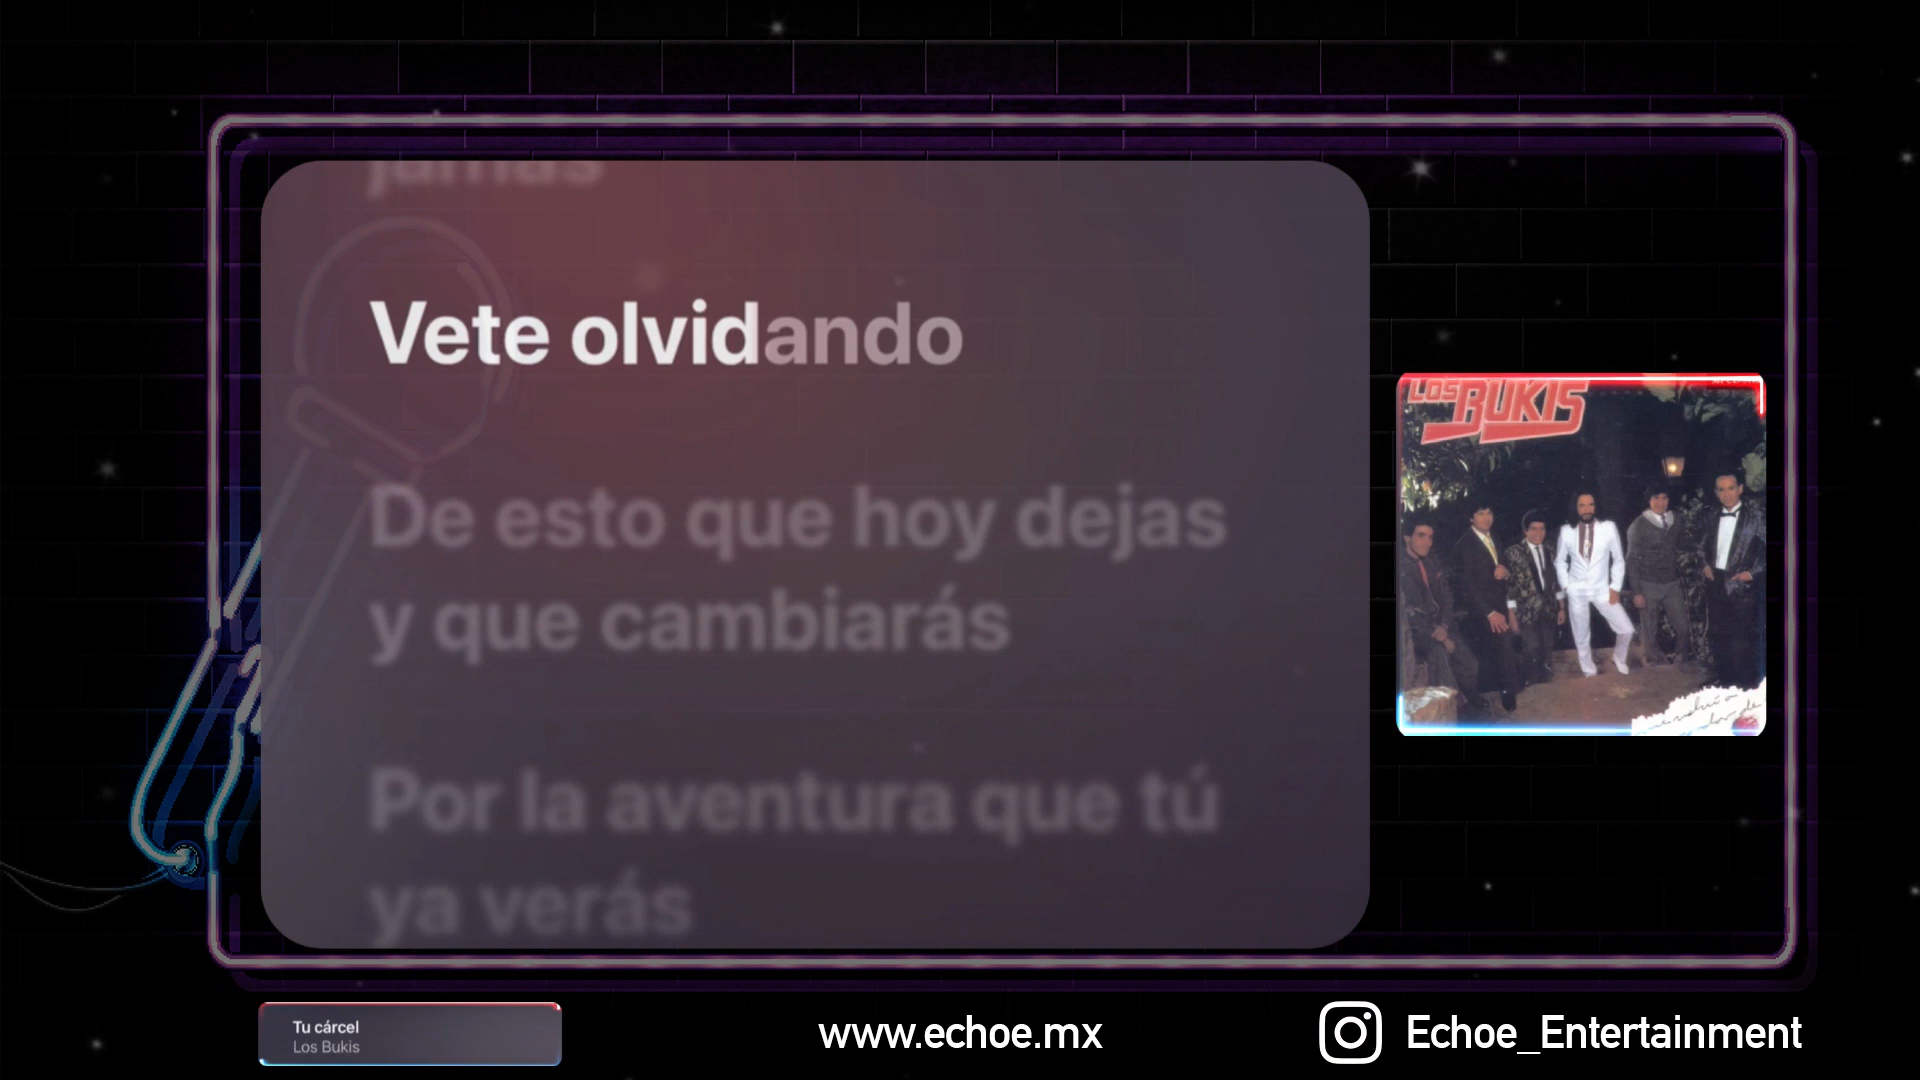 jamás
Vete olvidando
De esto que hoy dejas
y que cambiarás
Por la aventura que tú
ya verás
LOS BUKIS
Tu cárcel
Los Bukis
www.echoe.mx
Echoe_Entertainment